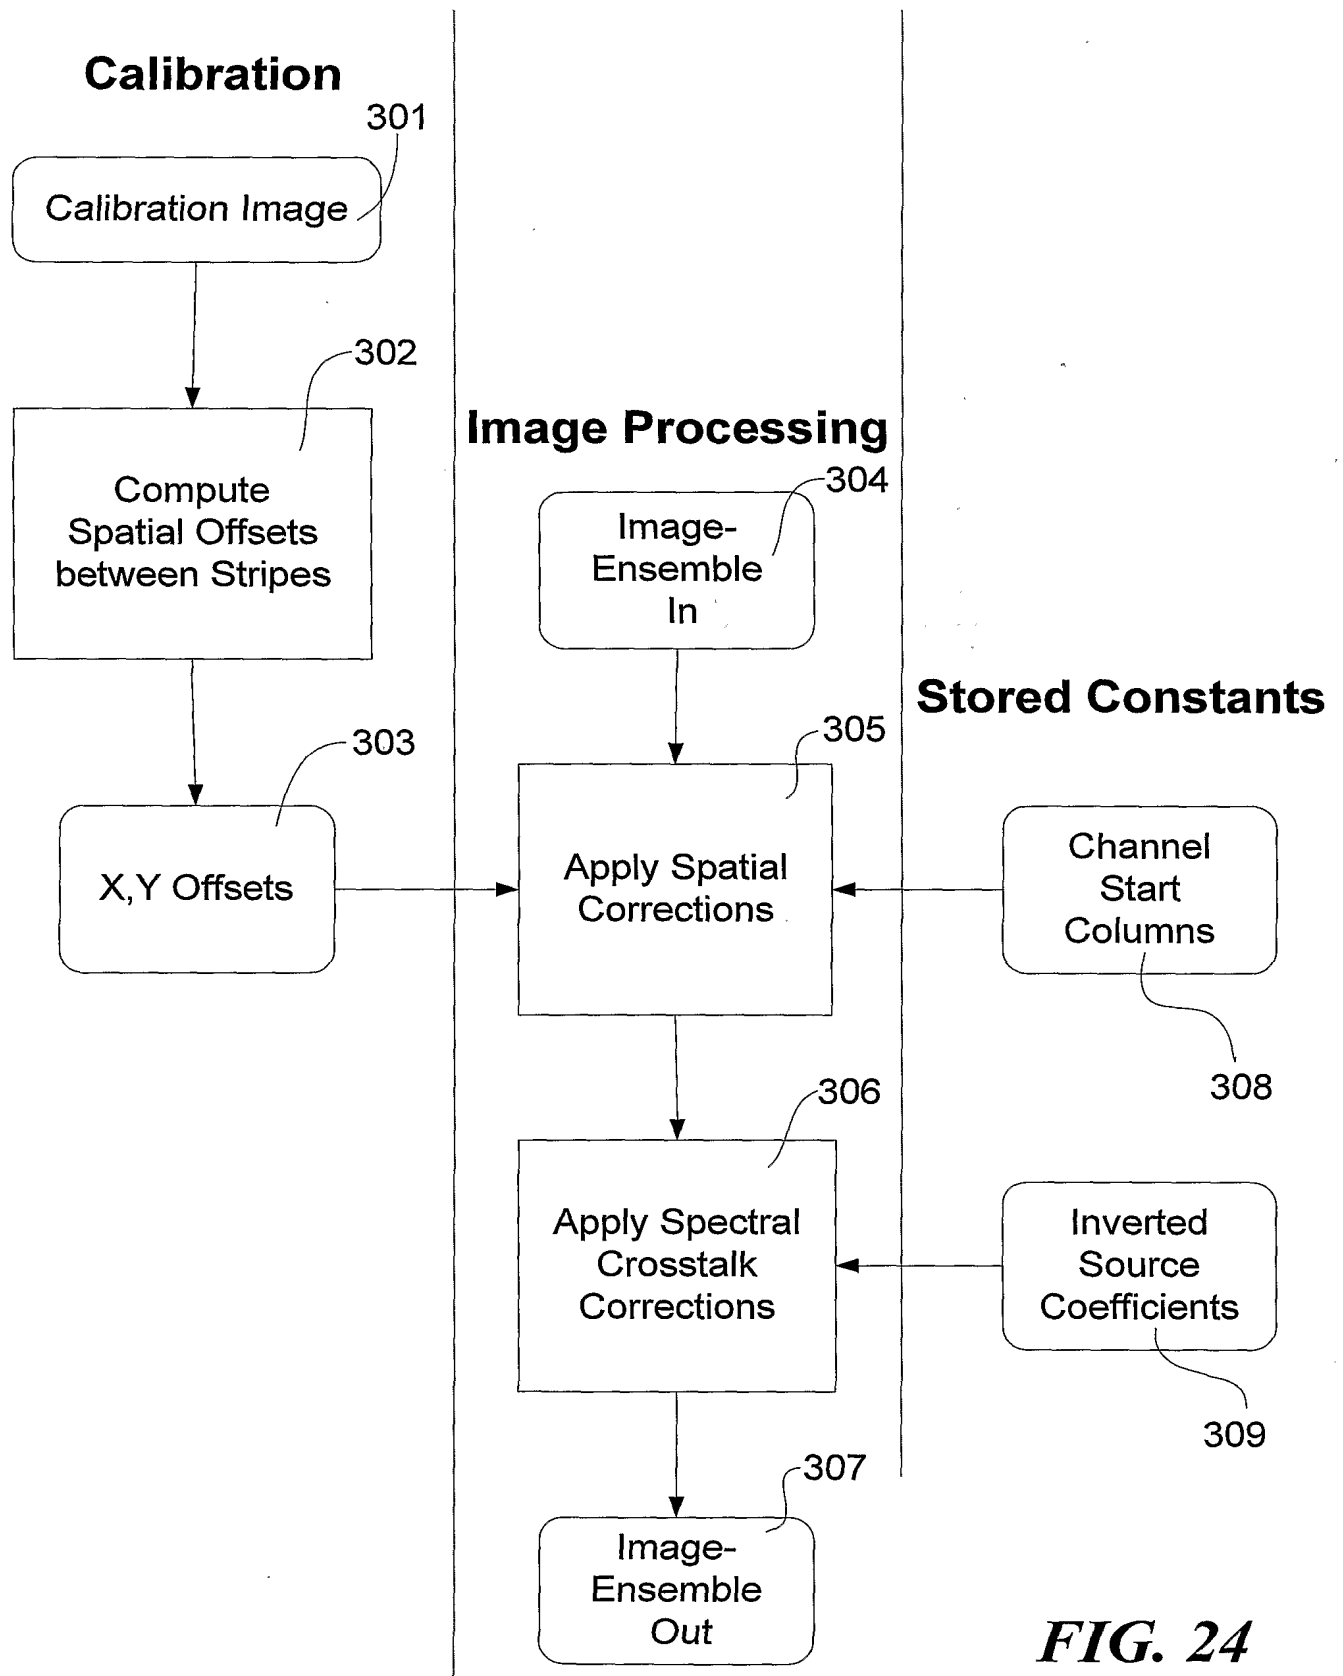 Calibration
301
Calibration Image
302
Compute
Spatial Offsets
between Stripes
303
X,Y Offsets
Image Processing
304
Image-
Ensemble
In
305
Apply Spatial
Corrections
306
Apply Spectral
Crosstalk
Corrections
307
Image-
Ensemble
Out
Stored Constants
Channel
Start
Columns
308
Inverted
Source
Coefficients
309
FIG. 24